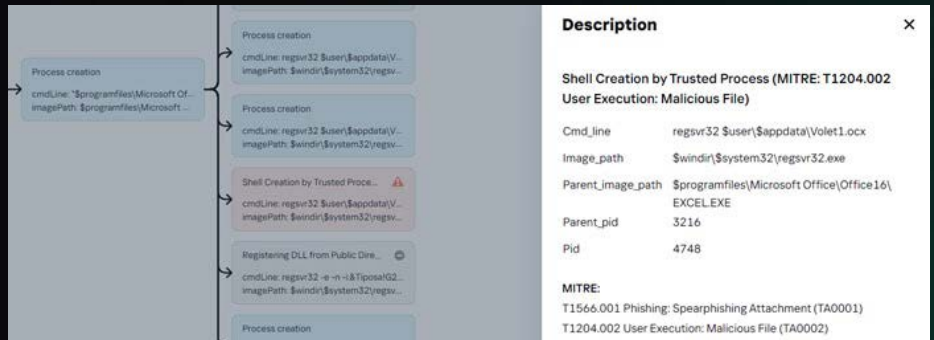 Process creation
cmdLine: "$programfiles\Microsoft Of...
imagePath: $programfiles\Microsoft ...
Process creation
cmdLine: regsvr32 $user\$appdata\V...
imagePath: $windir\$system32\regsv...
Process creation
cmdLine: regsvr32 $user\$appdata\V...
imagePath: $windir\$system32\regsv...
Shell Creation by Trusted Proce...
cmdLine: regsvr32 $user\$appdata\V...
imagePath: $windir\$system32\regsv...
Registering DLL from Public Dire...
cmdLine: regsvr32 -e -n -i:&Tiposa!G2...
imagePath: $windir\$system32\regsv...
Process creation
Description
Shell Creation by Trusted Process (MITRE: T1204.002
User Execution: Malicious File)
Cmd_line regsvr32 $user\$appdata\Volet1.ocx
Image_path $windir\$system32\regsvr32.exe
Parent_image_path $programfiles\Microsoft Office\Office16\
EXCEL.EXE
Parent_pid 3216
Pid 4748
MITRE:
T1566.001 Phishing: Spearphishing Attachment (TA0001)
T1204.002 User Execution: Malicious File (TA0002)